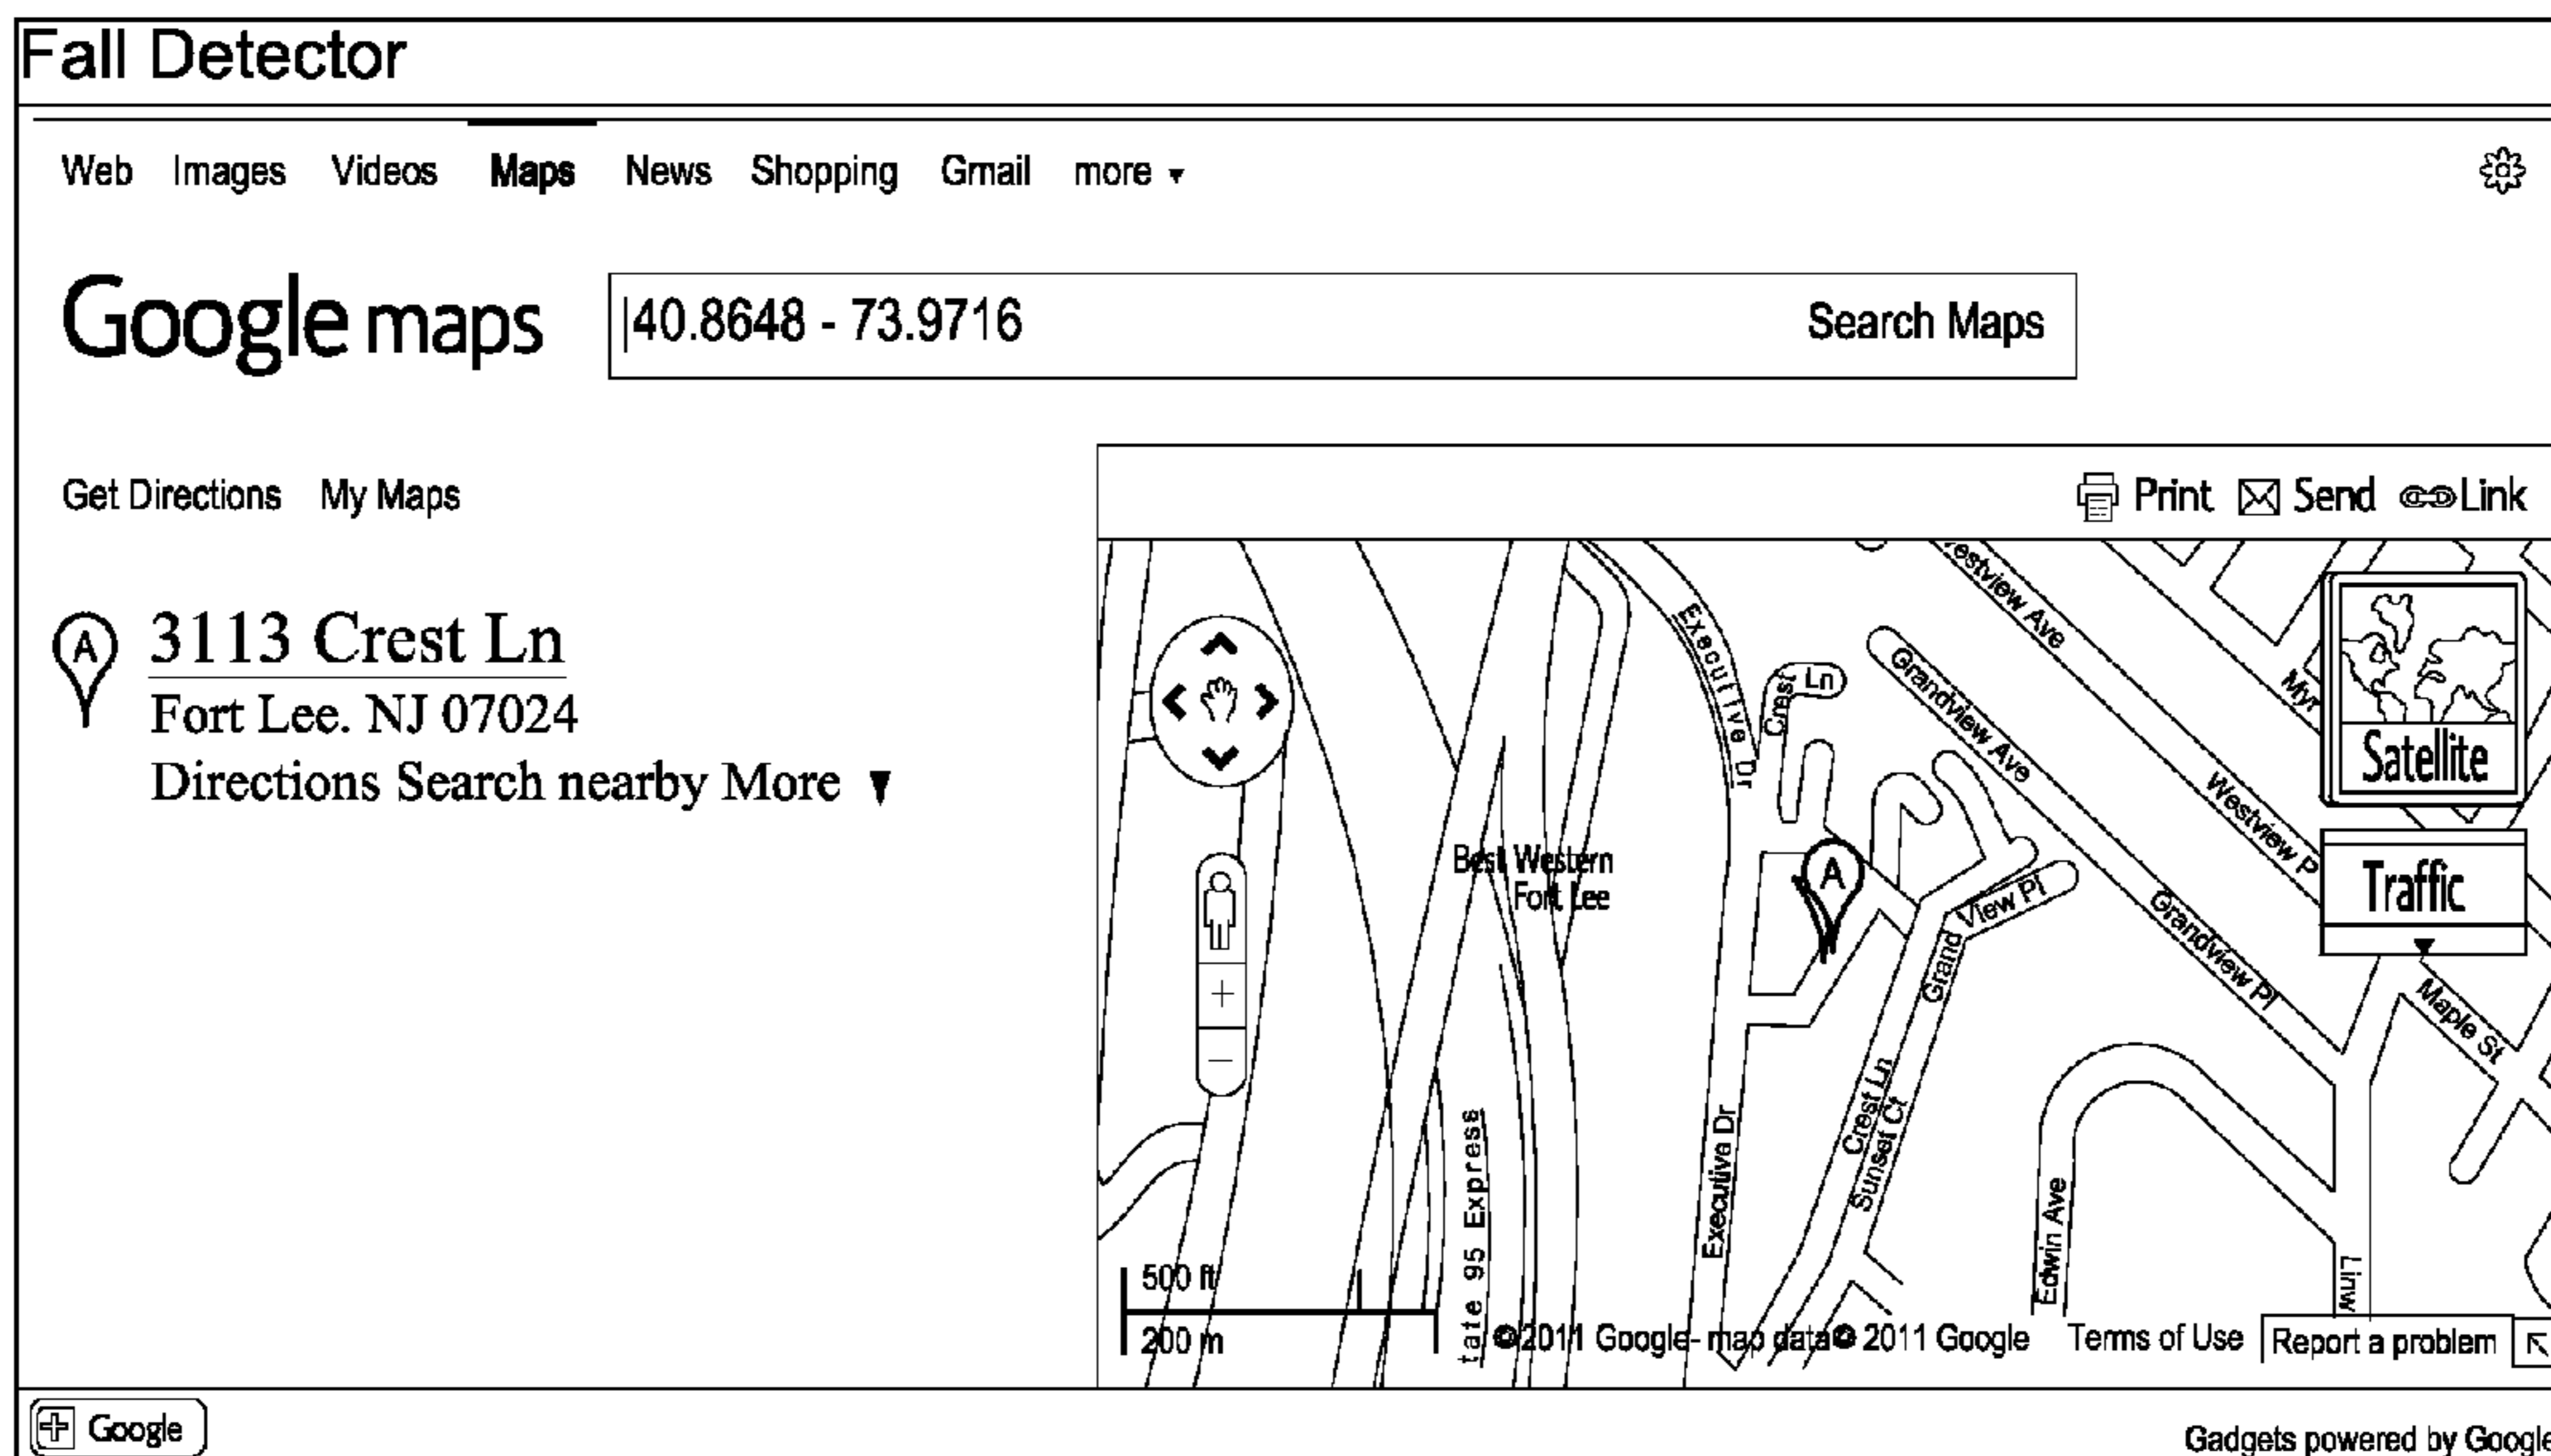 Fall Detector
Web Images Videos Maps News Shopping Gmail more
Google maps
40.8648 - 73.9716 Search Maps
Get Directions My Maps
Print Send Link
A 3113 Crest Ln
Fort Lee. NJ 07024
Directions Search nearby More
estview Ave
Executive Dr
Crest Ln
Grandview Ave
Myr
Satellite
Westview P
Best Western
Fort Lee
A
Traffic
Grand View Pl
Grandview Pl
Maple St
+
−
Crest Ln
Sunset Ct
Executive Dr
tate 95 Express
Edwin Ave
Linw
500 ft
200 m
©2011 Google- map data© 2011 Google Terms of Use Report a problem
Google
Gadgets powered by Google